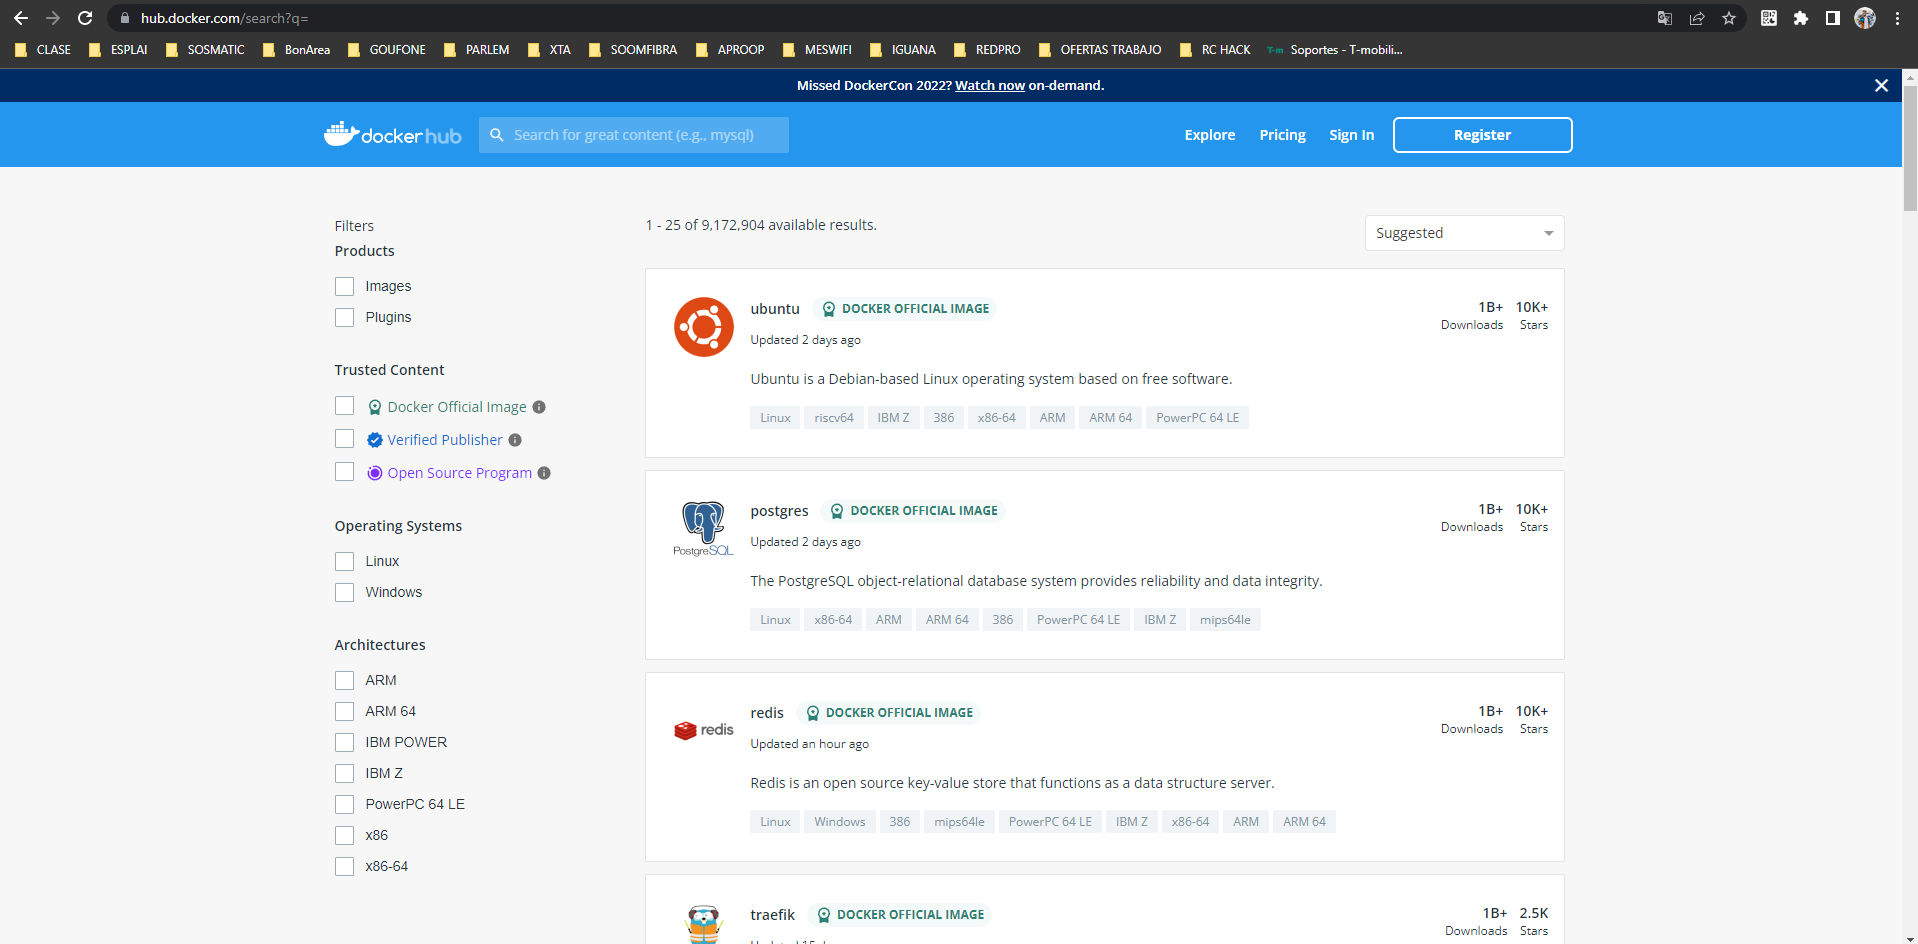 hub.docker.com/search?q=
CLASE ESPLAI SOSMATIC BonArea GOUFONE PARLEM XTA SOOMFIBRA APROOP MESWIFI IGUANA REDPRO OFERTAS TRABAJO RC HACK T-m Soportes - T-mobili...
Missed DockerCon 2022? Watch now on-demand.
docker hub Search for great content (e.g., mysql) Explore Pricing Sign In Register
Filters
Products
Images
Plugins
Trusted Content
Docker Official Image
Verified Publisher
Open Source Program
Operating Systems
Linux
Windows
Architectures
ARM
ARM 64
IBM POWER
IBM Z
PowerPC 64 LE
x86
x86-64
1 - 25 of 9,172,904 available results.
Suggested
ubuntu DOCKER OFFICIAL IMAGE
Updated 2 days ago
1B+ 10K+
Downloads Stars
Ubuntu is a Debian-based Linux operating system based on free software.
Linux riscv64 IBM Z 386 x86-64 ARM ARM 64 PowerPC 64 LE
PostgreSQL
postgres DOCKER OFFICIAL IMAGE
Updated 2 days ago
1B+ 10K+
Downloads Stars
The PostgreSQL object-relational database system provides reliability and data integrity.
Linux x86-64 ARM ARM 64 386 PowerPC 64 LE IBM Z mips64le
redis
redis DOCKER OFFICIAL IMAGE
Updated an hour ago
1B+ 10K+
Downloads Stars
Redis is an open source key-value store that functions as a data structure server.
Linux Windows 386 mips64le PowerPC 64 LE IBM Z x86-64 ARM ARM 64
traefik DOCKER OFFICIAL IMAGE
1B+ 2.5K
Downloads Stars